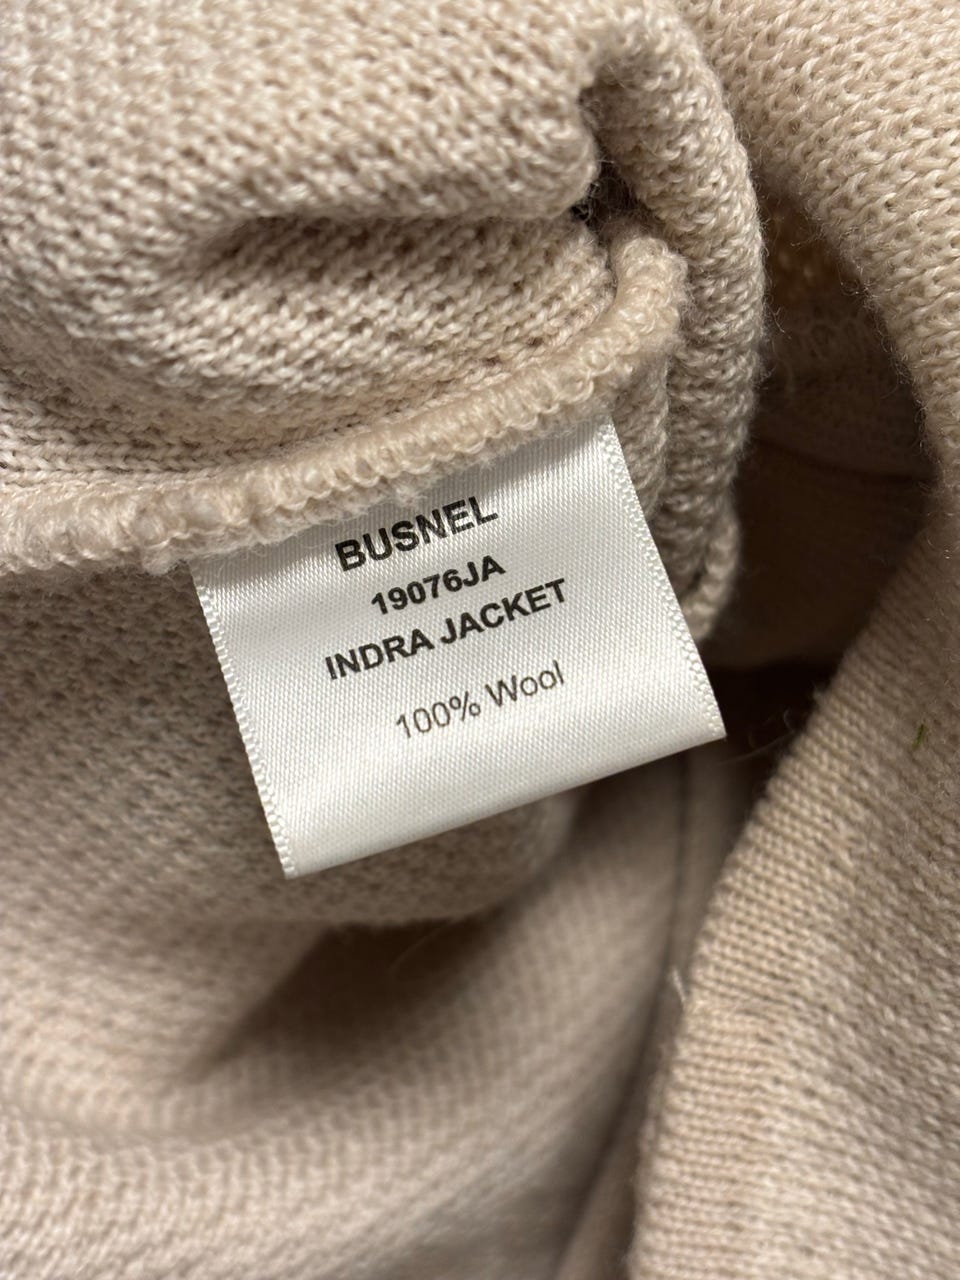 BUSNEL
19076JA
INDRA JACKET
100% Wool